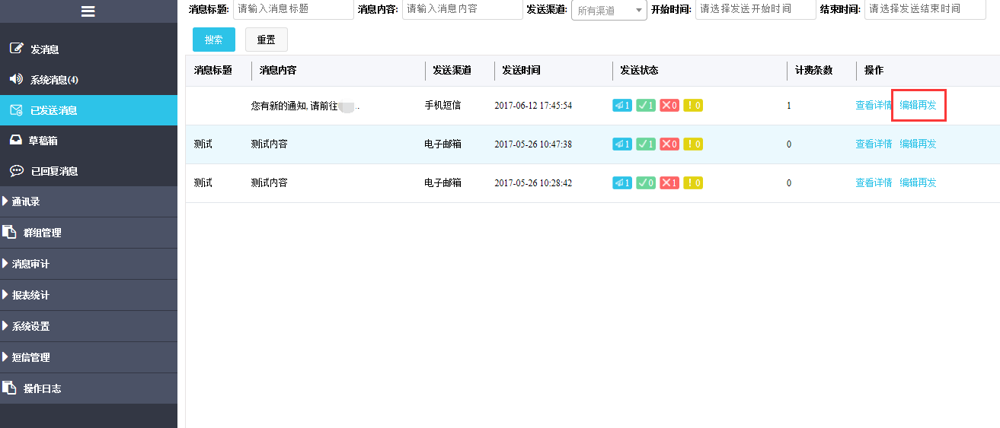 消息标题: 请输入消息标题 消息内容: 请输入消息内容 发送渠道: 所有渠道 开始时间: 请选择发送开始时间 结束时间: 请选择发送结束时间
搜索 重置
发消息
系统消息(4)
已发送消息
草稿箱
已回复消息
通讯录
群组管理
消息审计
报表统计
系统设置
短信管理
操作日志
消息标题 消息内容 发送渠道 发送时间 发送状态 计费条数 操作
您有新的通知, 请前往 .. 手机短信 2017-06-12 17:45:54 1 1 0 0 1 查看详情 编辑再发
测试 测试内容 电子邮箱 2017-05-26 10:47:38 1 1 0 0 0 查看详情 编辑再发
测试 测试内容 电子邮箱 2017-05-26 10:28:42 1 0 1 0 0 查看详情 编辑再发